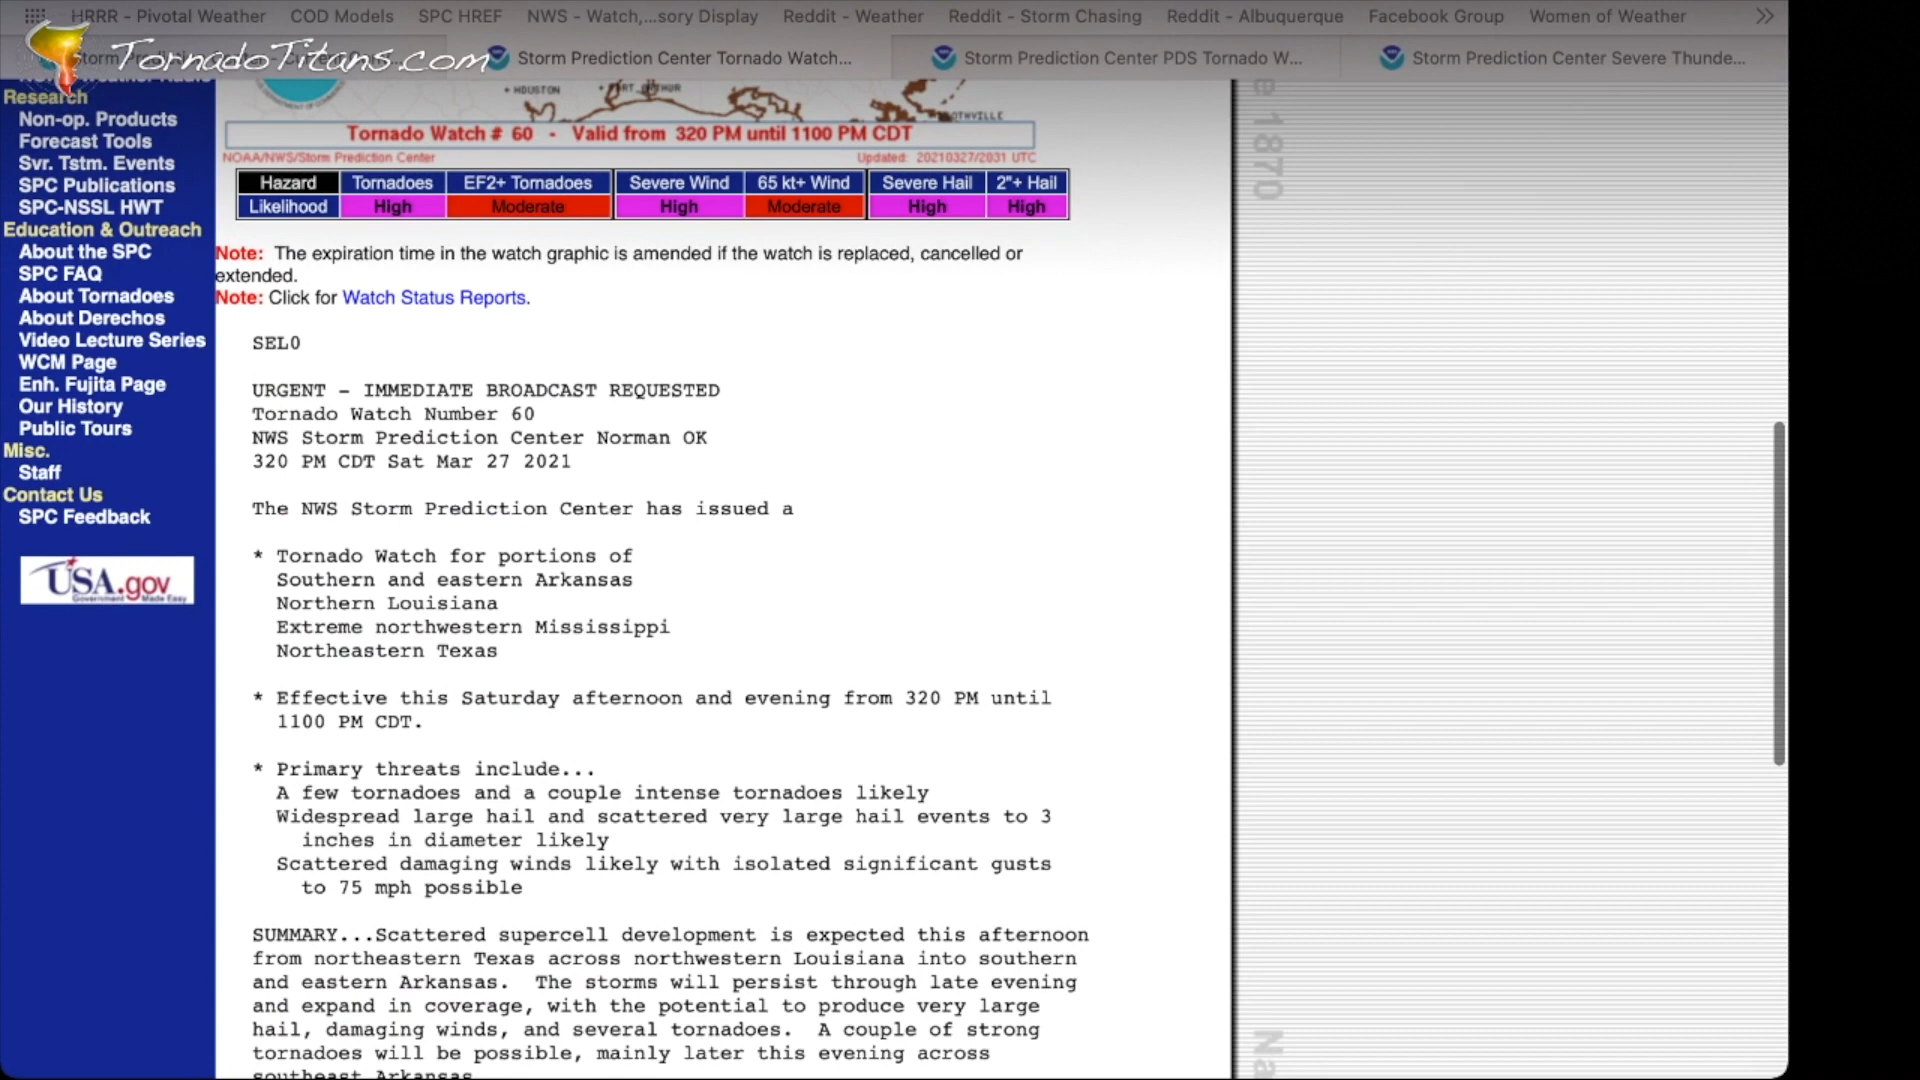 HRRR - Pivotal Weather COD Models SPC HREF NWS - Watch,...sory Display Reddit - Weather Reddit - Storm Chasing Reddit - Albuquerque Facebook Group Women of Weather
TornadoTitans.com Storm Prediction Center Tornado Watch... Storm Prediction Center PDS Tornado W... Storm Prediction Center Severe Thunde...
Research
Non-op. Products
Forecast Tools
Svr. Tstm. Events
SPC Publications
SPC-NSSL HWT
Education & Outreach
About the SPC
SPC FAQ
About Tornadoes
About Derechos
Video Lecture Series
WCM Page
Enh. Fujita Page
Our History
Public Tours
Misc.
Staff
Contact Us
SPC Feedback
USA.gov
Government Made Easy
HOUSTON
Tornado Watch # 60 - Valid from 320 PM until 1100 PM CDT
NOAA/NWS/Storm Prediction Center Updated: 20210327/2031 UTC
Hazard Tornadoes EF2+ Tornadoes Severe Wind 65 kt+ Wind Severe Hail 2"+ Hail
Likelihood High Moderate High Moderate High High
Note: The expiration time in the watch graphic is amended if the watch is replaced, cancelled or
extended.
Note: Click for Watch Status Reports.
SEL0
URGENT - IMMEDIATE BROADCAST REQUESTED
Tornado Watch Number 60
NWS Storm Prediction Center Norman OK
320 PM CDT Sat Mar 27 2021
The NWS Storm Prediction Center has issued a
* Tornado Watch for portions of
Southern and eastern Arkansas
Northern Louisiana
Extreme northwestern Mississippi
Northeastern Texas
* Effective this Saturday afternoon and evening from 320 PM until
1100 PM CDT.
* Primary threats include...
A few tornadoes and a couple intense tornadoes likely
Widespread large hail and scattered very large hail events to 3
inches in diameter likely
Scattered damaging winds likely with isolated significant gusts
to 75 mph possible
SUMMARY...Scattered supercell development is expected this afternoon
from northeastern Texas across northwestern Louisiana into southern
and eastern Arkansas. The storms will persist through late evening
and expand in coverage, with the potential to produce very large
hail, damaging winds, and several tornadoes. A couple of strong
tornadoes will be possible, mainly later this evening across
southeast Arkansas.
e 1870
Na